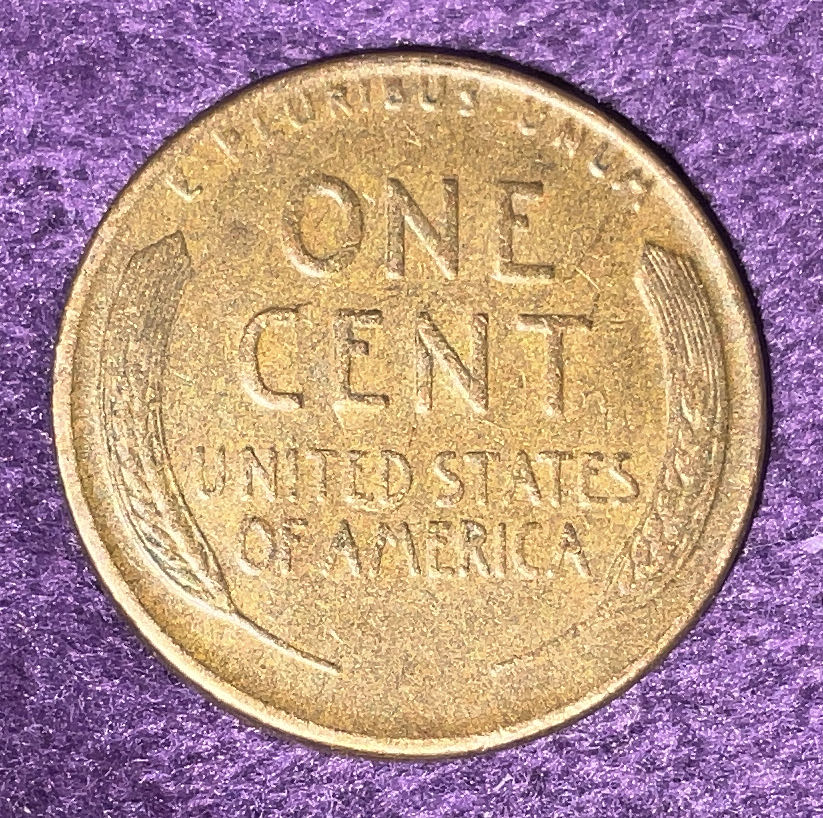 E PLURIBUS UNUM
ONE
CENT
UNITED STATES
OF AMERICA